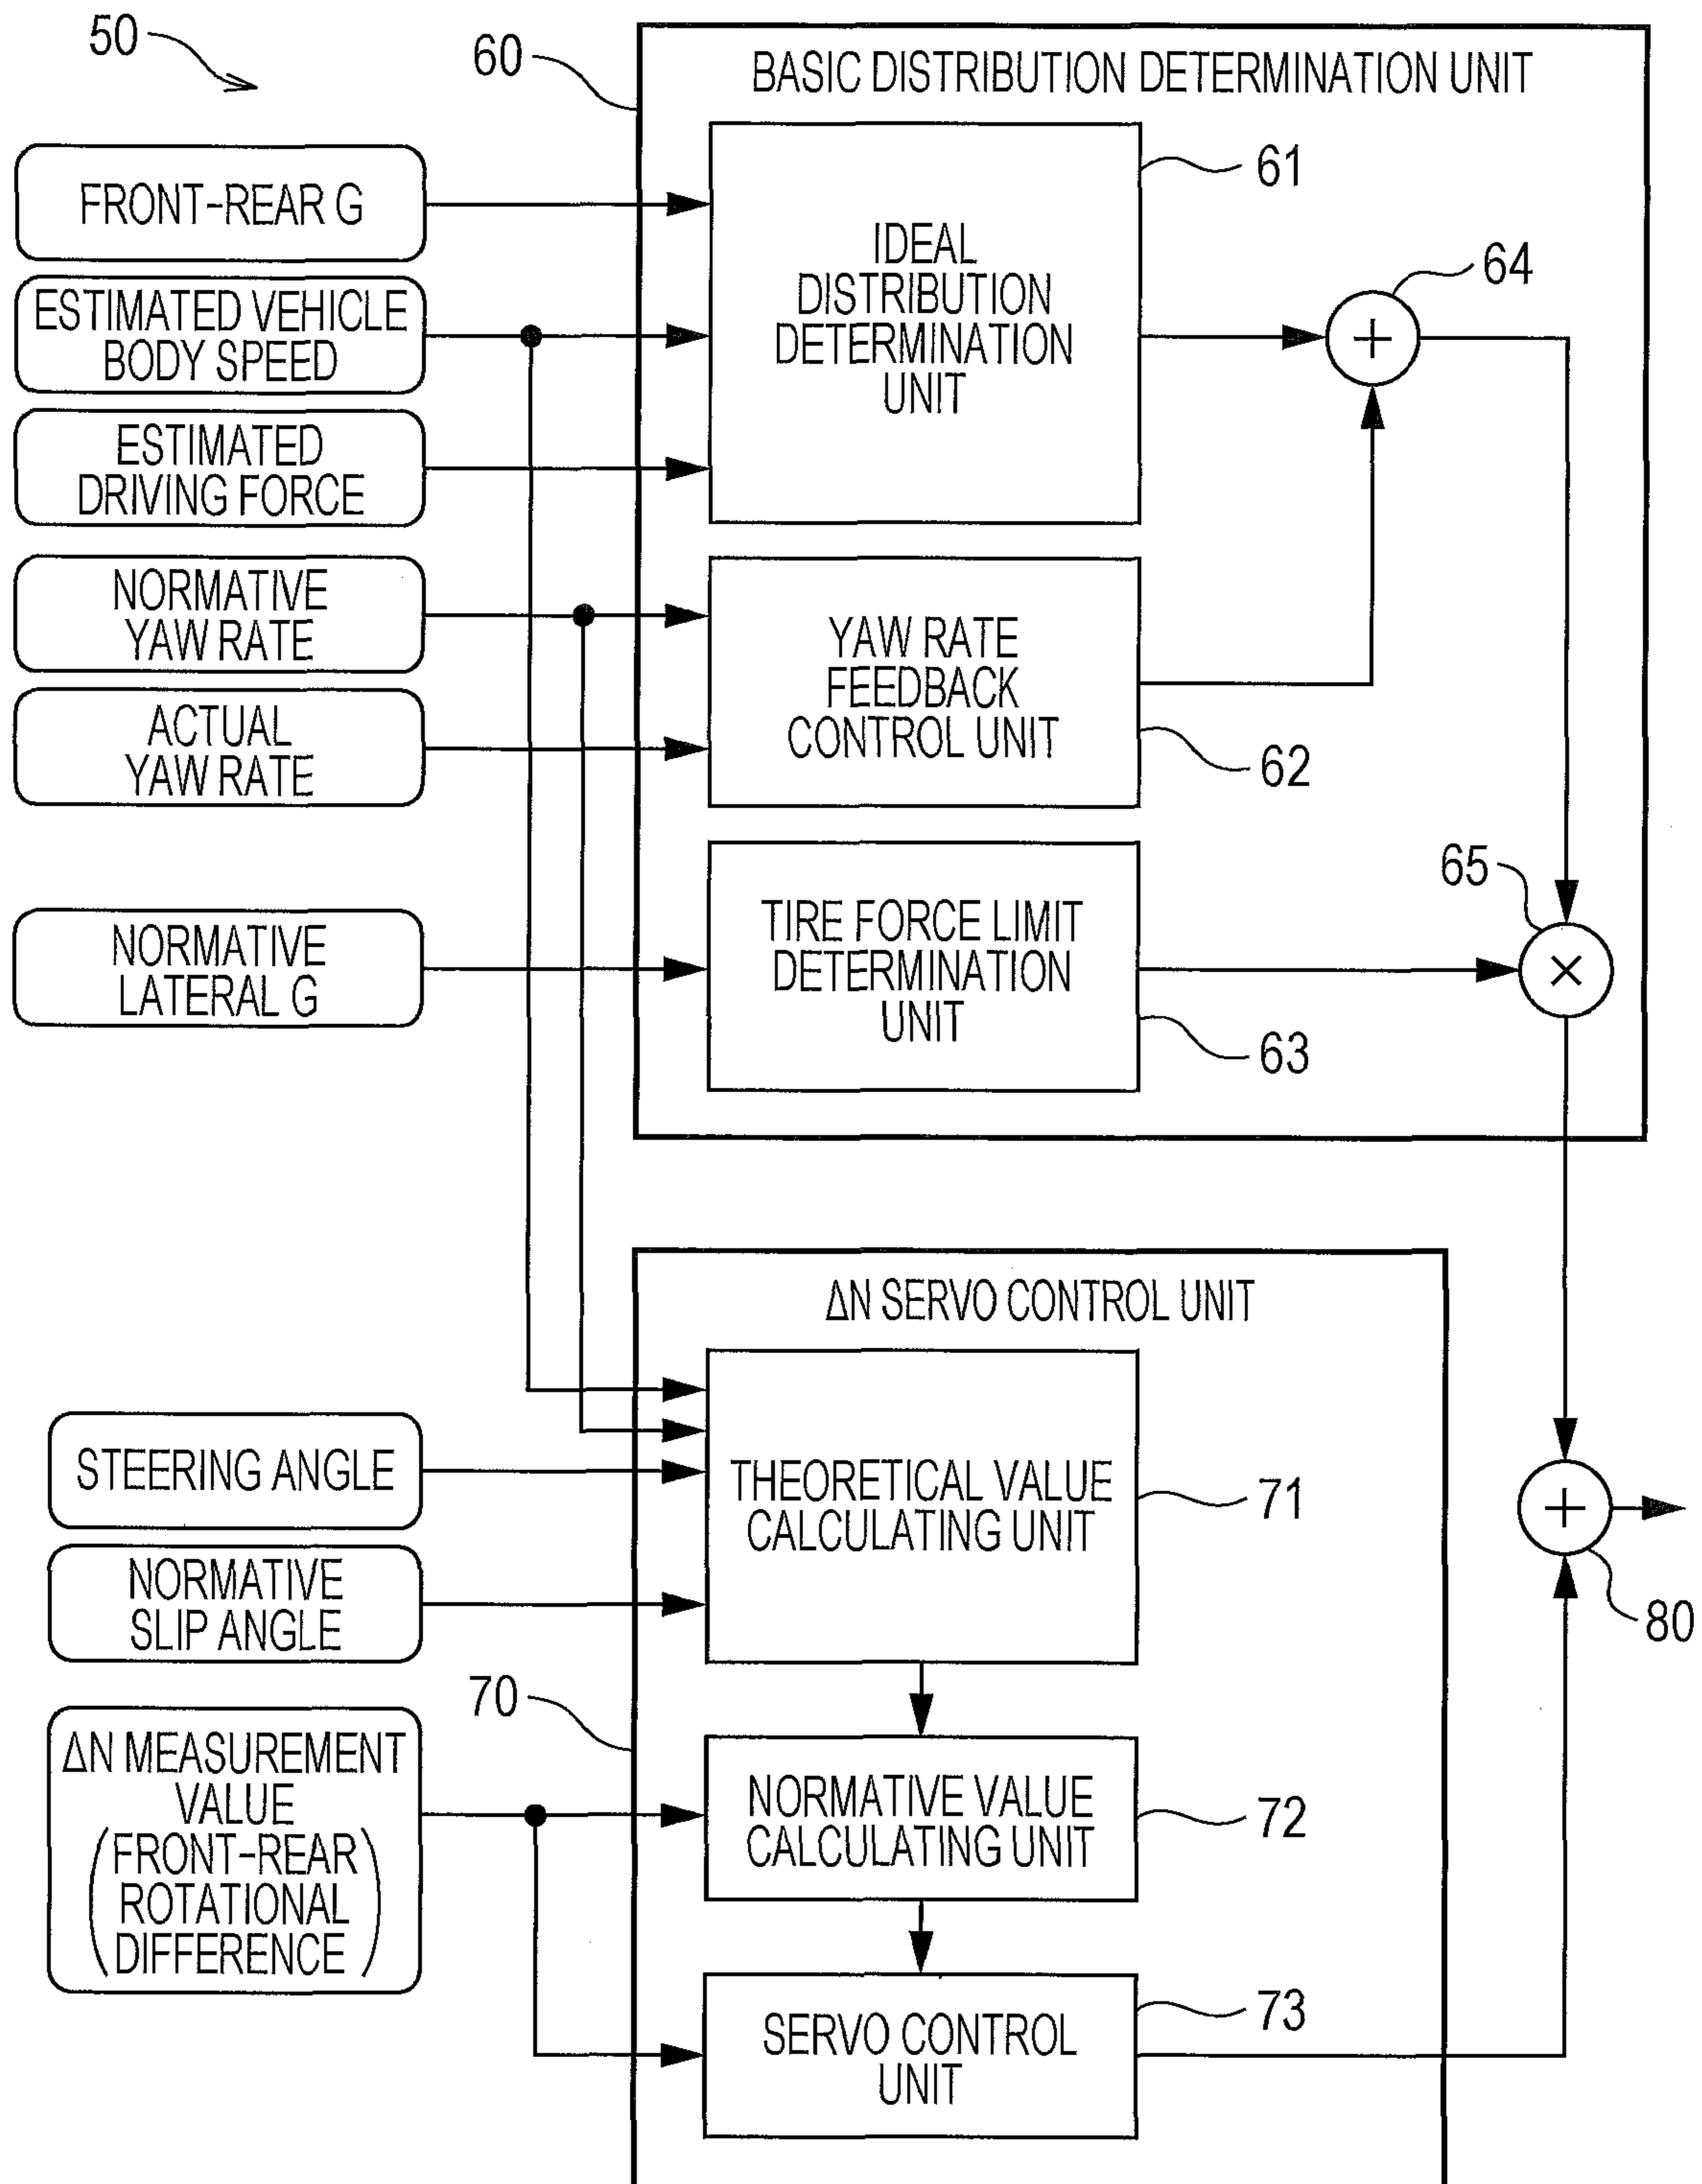 50
60
BASIC DISTRIBUTION DETERMINATION UNIT
FRONT-REAR G
ESTIMATED VEHICLE
BODY SPEED
ESTIMATED
DRIVING FORCE
NORMATIVE
YAW RATE
ACTUAL
YAW RATE
NORMATIVE
LATERAL G
IDEAL
DISTRIBUTION
DETERMINATION
UNIT
61
64
+
YAW RATE
FEEDBACK
CONTROL UNIT
62
TIRE FORCE LIMIT
DETERMINATION
UNIT
63
65
×
ΔN SERVO CONTROL UNIT
STEERING ANGLE
NORMATIVE
SLIP ANGLE
THEORETICAL VALUE
CALCULATING UNIT
71
+
80
70
ΔN MEASUREMENT
VALUE
(FRONT-REAR
ROTATIONAL
DIFFERENCE)
NORMATIVE VALUE
CALCULATING UNIT
72
SERVO CONTROL
UNIT
73